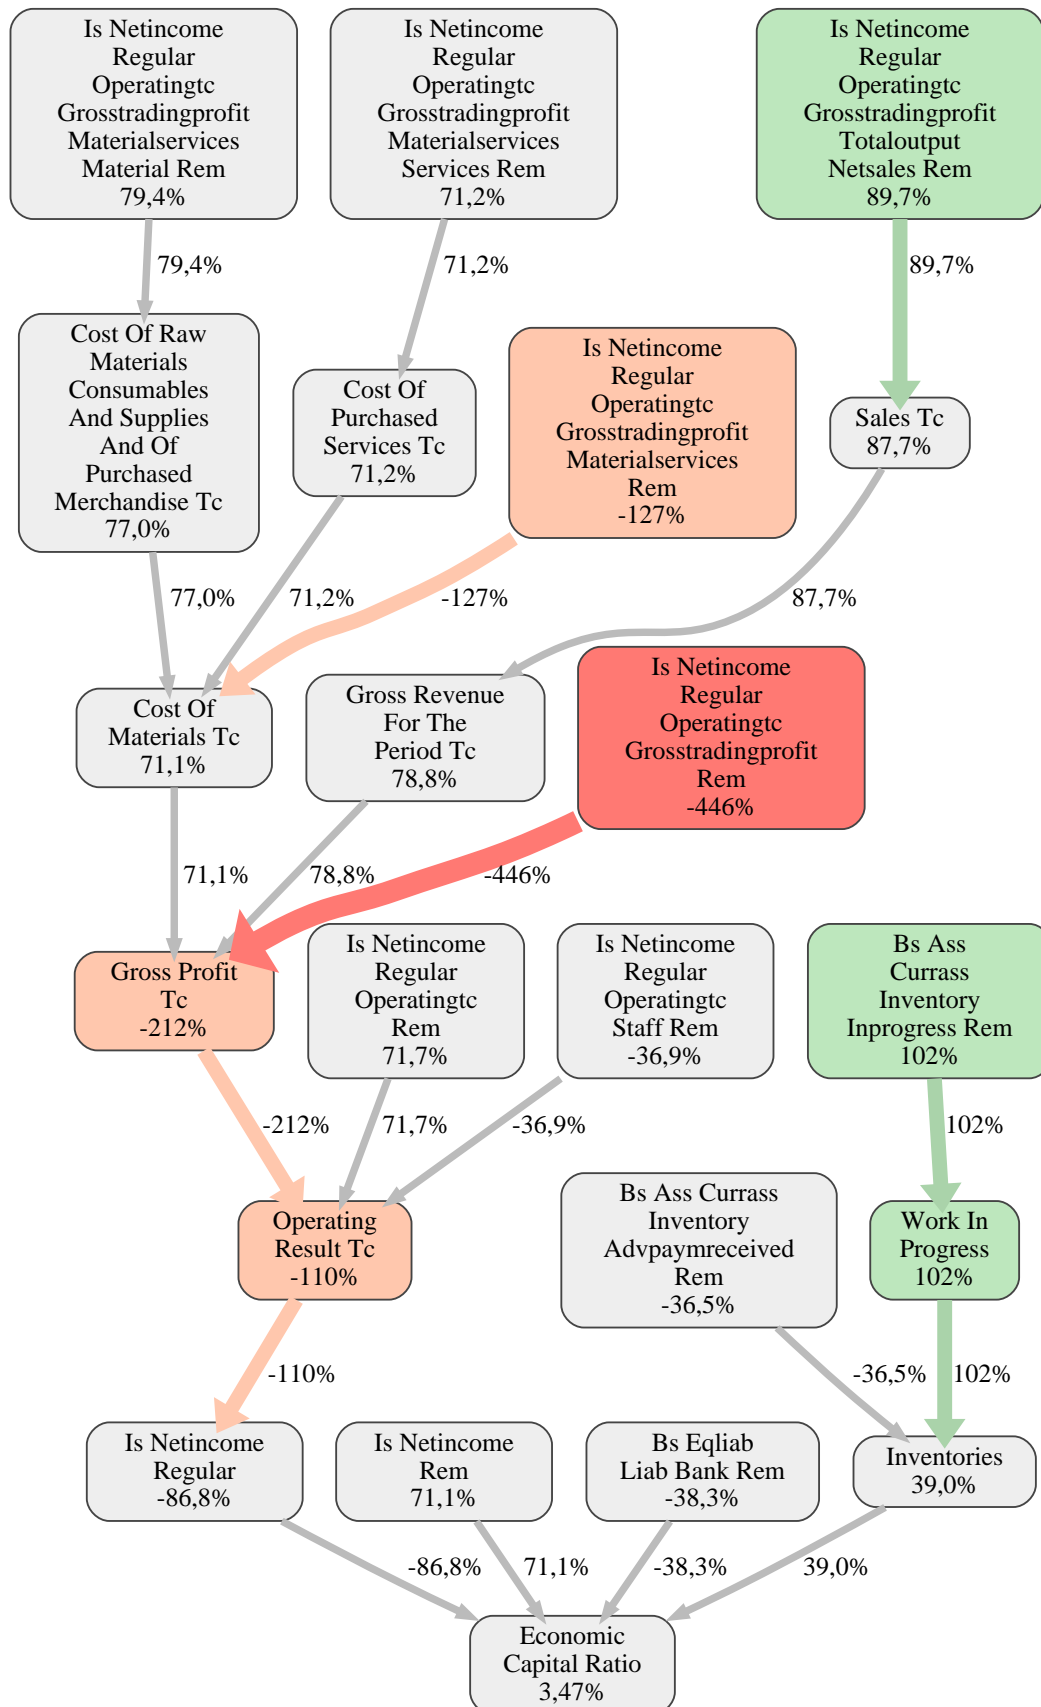 Is Netincome
Regular
Operatingtc
Grosstradingprofit
Materialservices
Material Rem
79,4%
Is Netincome
Regular
Operatingtc
Grosstradingprofit
Materialservices
Services Rem
71,2%
Is Netincome
Regular
Operatingtc
Grosstradingprofit
Totaloutput
Netsales Rem
89,7%
79,4%
71,2%
89,7%
Cost Of Raw
Materials
Consumables
And Supplies
And Of
Purchased
Merchandise Tc
77,0%
Cost Of
Purchased
Services Tc
71,2%
Is Netincome
Regular
Operatingtc
Grosstradingprofit
Materialservices
Rem
-127%
Sales Tc
87,7%
77,0%
71,2%
-127%
87,7%
Cost Of
Materials Tc
71,1%
Gross Revenue
For The
Period Tc
78,8%
Is Netincome
Regular
Operatingtc
Grosstradingprofit
Rem
-446%
71,1%
78,8%
-446%
Gross Profit
Tc
-212%
Is Netincome
Regular
Operatingtc
Rem
71,7%
Is Netincome
Regular
Operatingtc
Staff Rem
-36,9%
Bs Ass
Currass
Inventory
Inprogress Rem
102%
-212%
71,7%
-36,9%
102%
Operating
Result Tc
-110%
Bs Ass Currass
Inventory
Advpaymreceived
Rem
-36,5%
Work In
Progress
102%
-110%
-36,5%
102%
Is Netincome
Regular
-86,8%
Is Netincome
Rem
71,1%
Bs Eqliab
Liab Bank Rem
-38,3%
Inventories
39,0%
-86,8%
71,1%
-38,3%
39,0%
Economic
Capital Ratio
3,47%